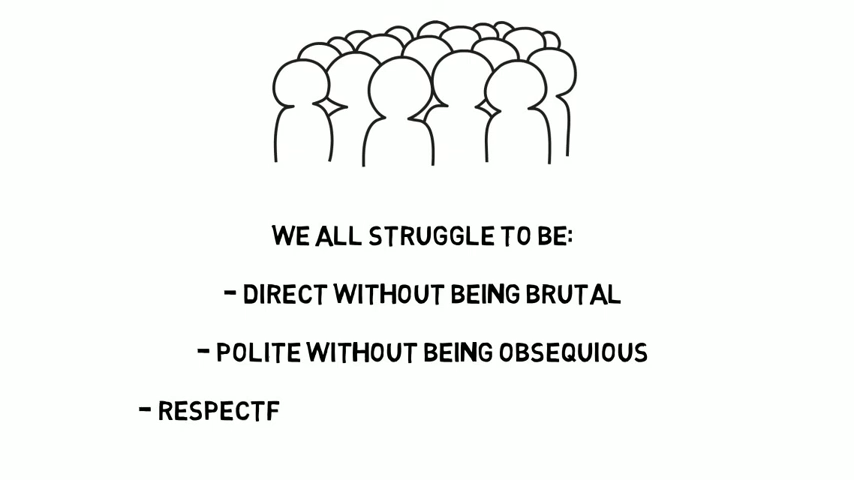 WE ALL STRUGGLE TO BE:
- DIRECT WITHOUT BEING BRUTAL
- POLITE WITHOUT BEING OBSEQUIOUS
- RESPECTF